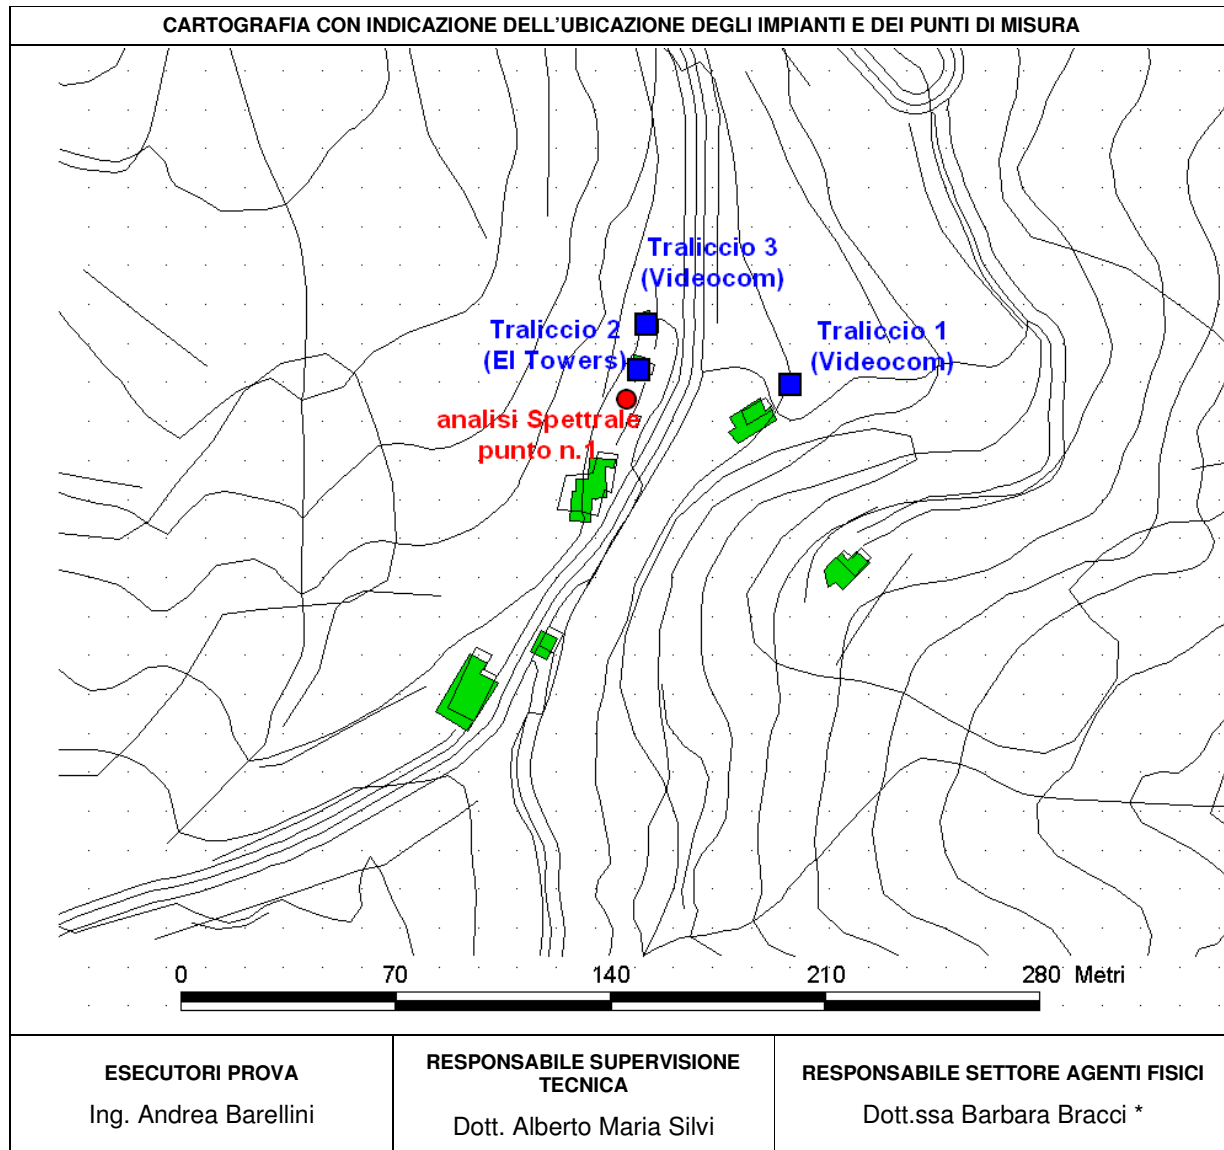 CARTOGRAFIA CON INDICAZIONE DELL'UBICAZIONE DEGLI IMPIANTI E DEI PUNTI DI MISURA
Traliccio 3
(Videocom)
Traliccio 2
(EI Towers)
Traliccio 1
(Videocom)
analisi Spettrale
punto n.1
0 70 140 210 280 Metri
ESECUTORI PROVA
Ing. Andrea Barellini
RESPONSABILE SUPERVISIONE
TECNICA
Dott. Alberto Maria Silvi
RESPONSABILE SETTORE AGENTI FISICI
Dott.ssa Barbara Bracci *